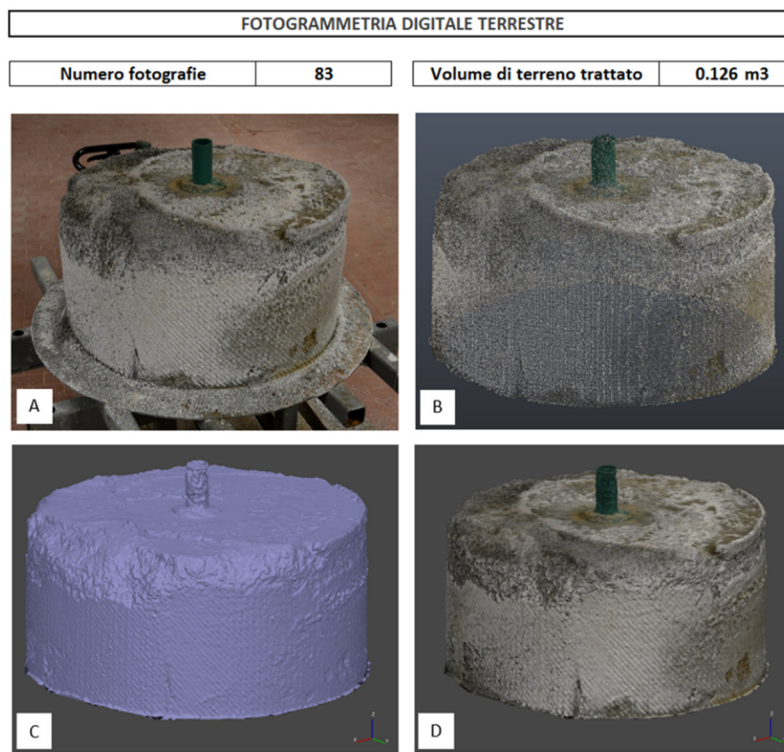 FOTOGRAMMETRIA DIGITALE TERRESTRE
Numero fotografie 83 Volume di terreno trattato 0.126 m3
A B
C D